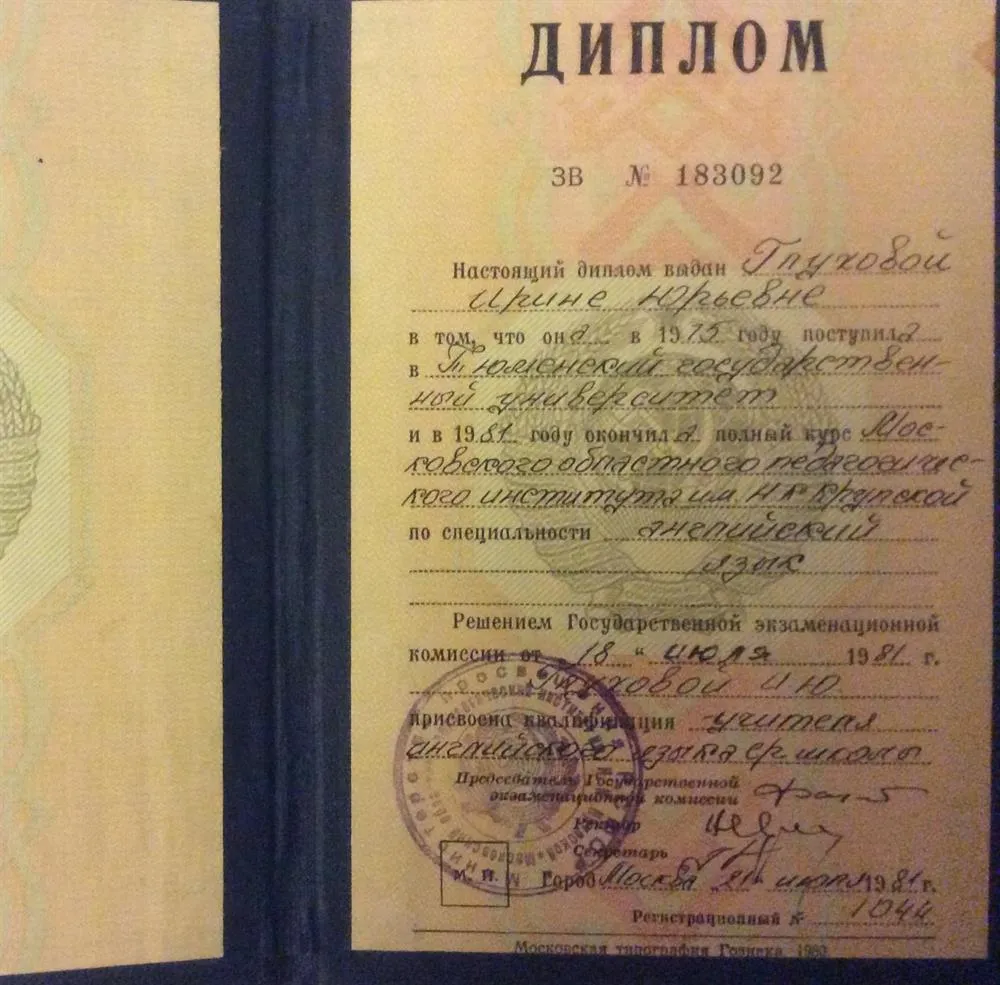 ДИПЛОМ
ЗВ № 183092
Настоящий диплом выдан Глуховой
Ирине Юрьевне
в том, что она в 1975 году поступила
в Тюменский государствен-
ный университет
и в 1981 году окончила полный курс Мос-
ковского областного педагогичес-
кого института им. Н К Крупской
по специальности английский
язык
Решением Государственной экзаменационной
комиссии от 18 " июля 1981 г.
Глуховой И Ю
присвоена квалификация учителя
английского языка ср школы
Председатель Государственной
экзаменационной комиссии
Ректор
Секретарь
М. П. Город Москва 21 июля 1981 г.
Регистрационный № 1044
Московская типография Гознака. 1980.